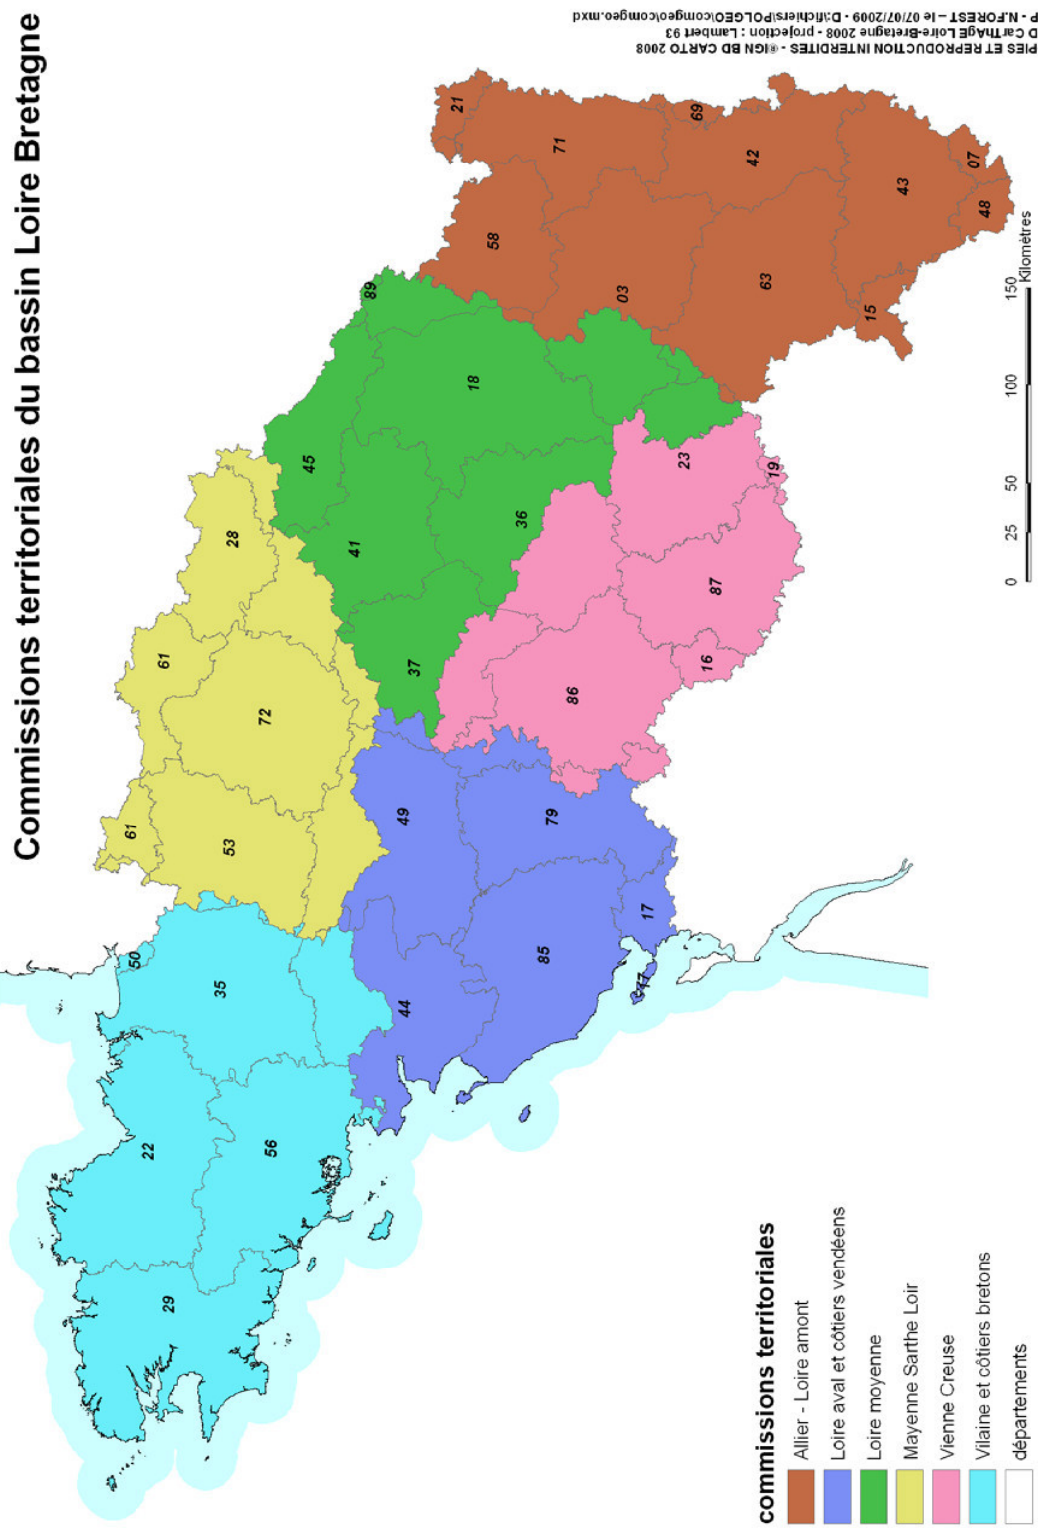 Commissions territoriales du bassin Loire Bretagne
29
22
56
35
50
44
85
17
17
61
53
61
72
28
49
79
37
41
45
36
18
89
86
16
87
23
19
58
21
71
03
63
42
69
15
43
48
07
commissions territoriales
Allier - Loire amont
Loire aval et côtiers vendéens
Loire moyenne
Mayenne Sarthe Loir
Vienne Creuse
Vilaine et côtiers bretons
départements
0 25 50 100 150
Kilomètres
PIES ET REPRODUCTION INTERDITES - ©IGN BD CARTO 2008
D CarThAgE Loire-Bretagne 2008 - projection : Lambert 93
P - N.FOREST – le 07/07/2009 - D:\fichiers\POLGEO\comgeo\comgeo.mxd